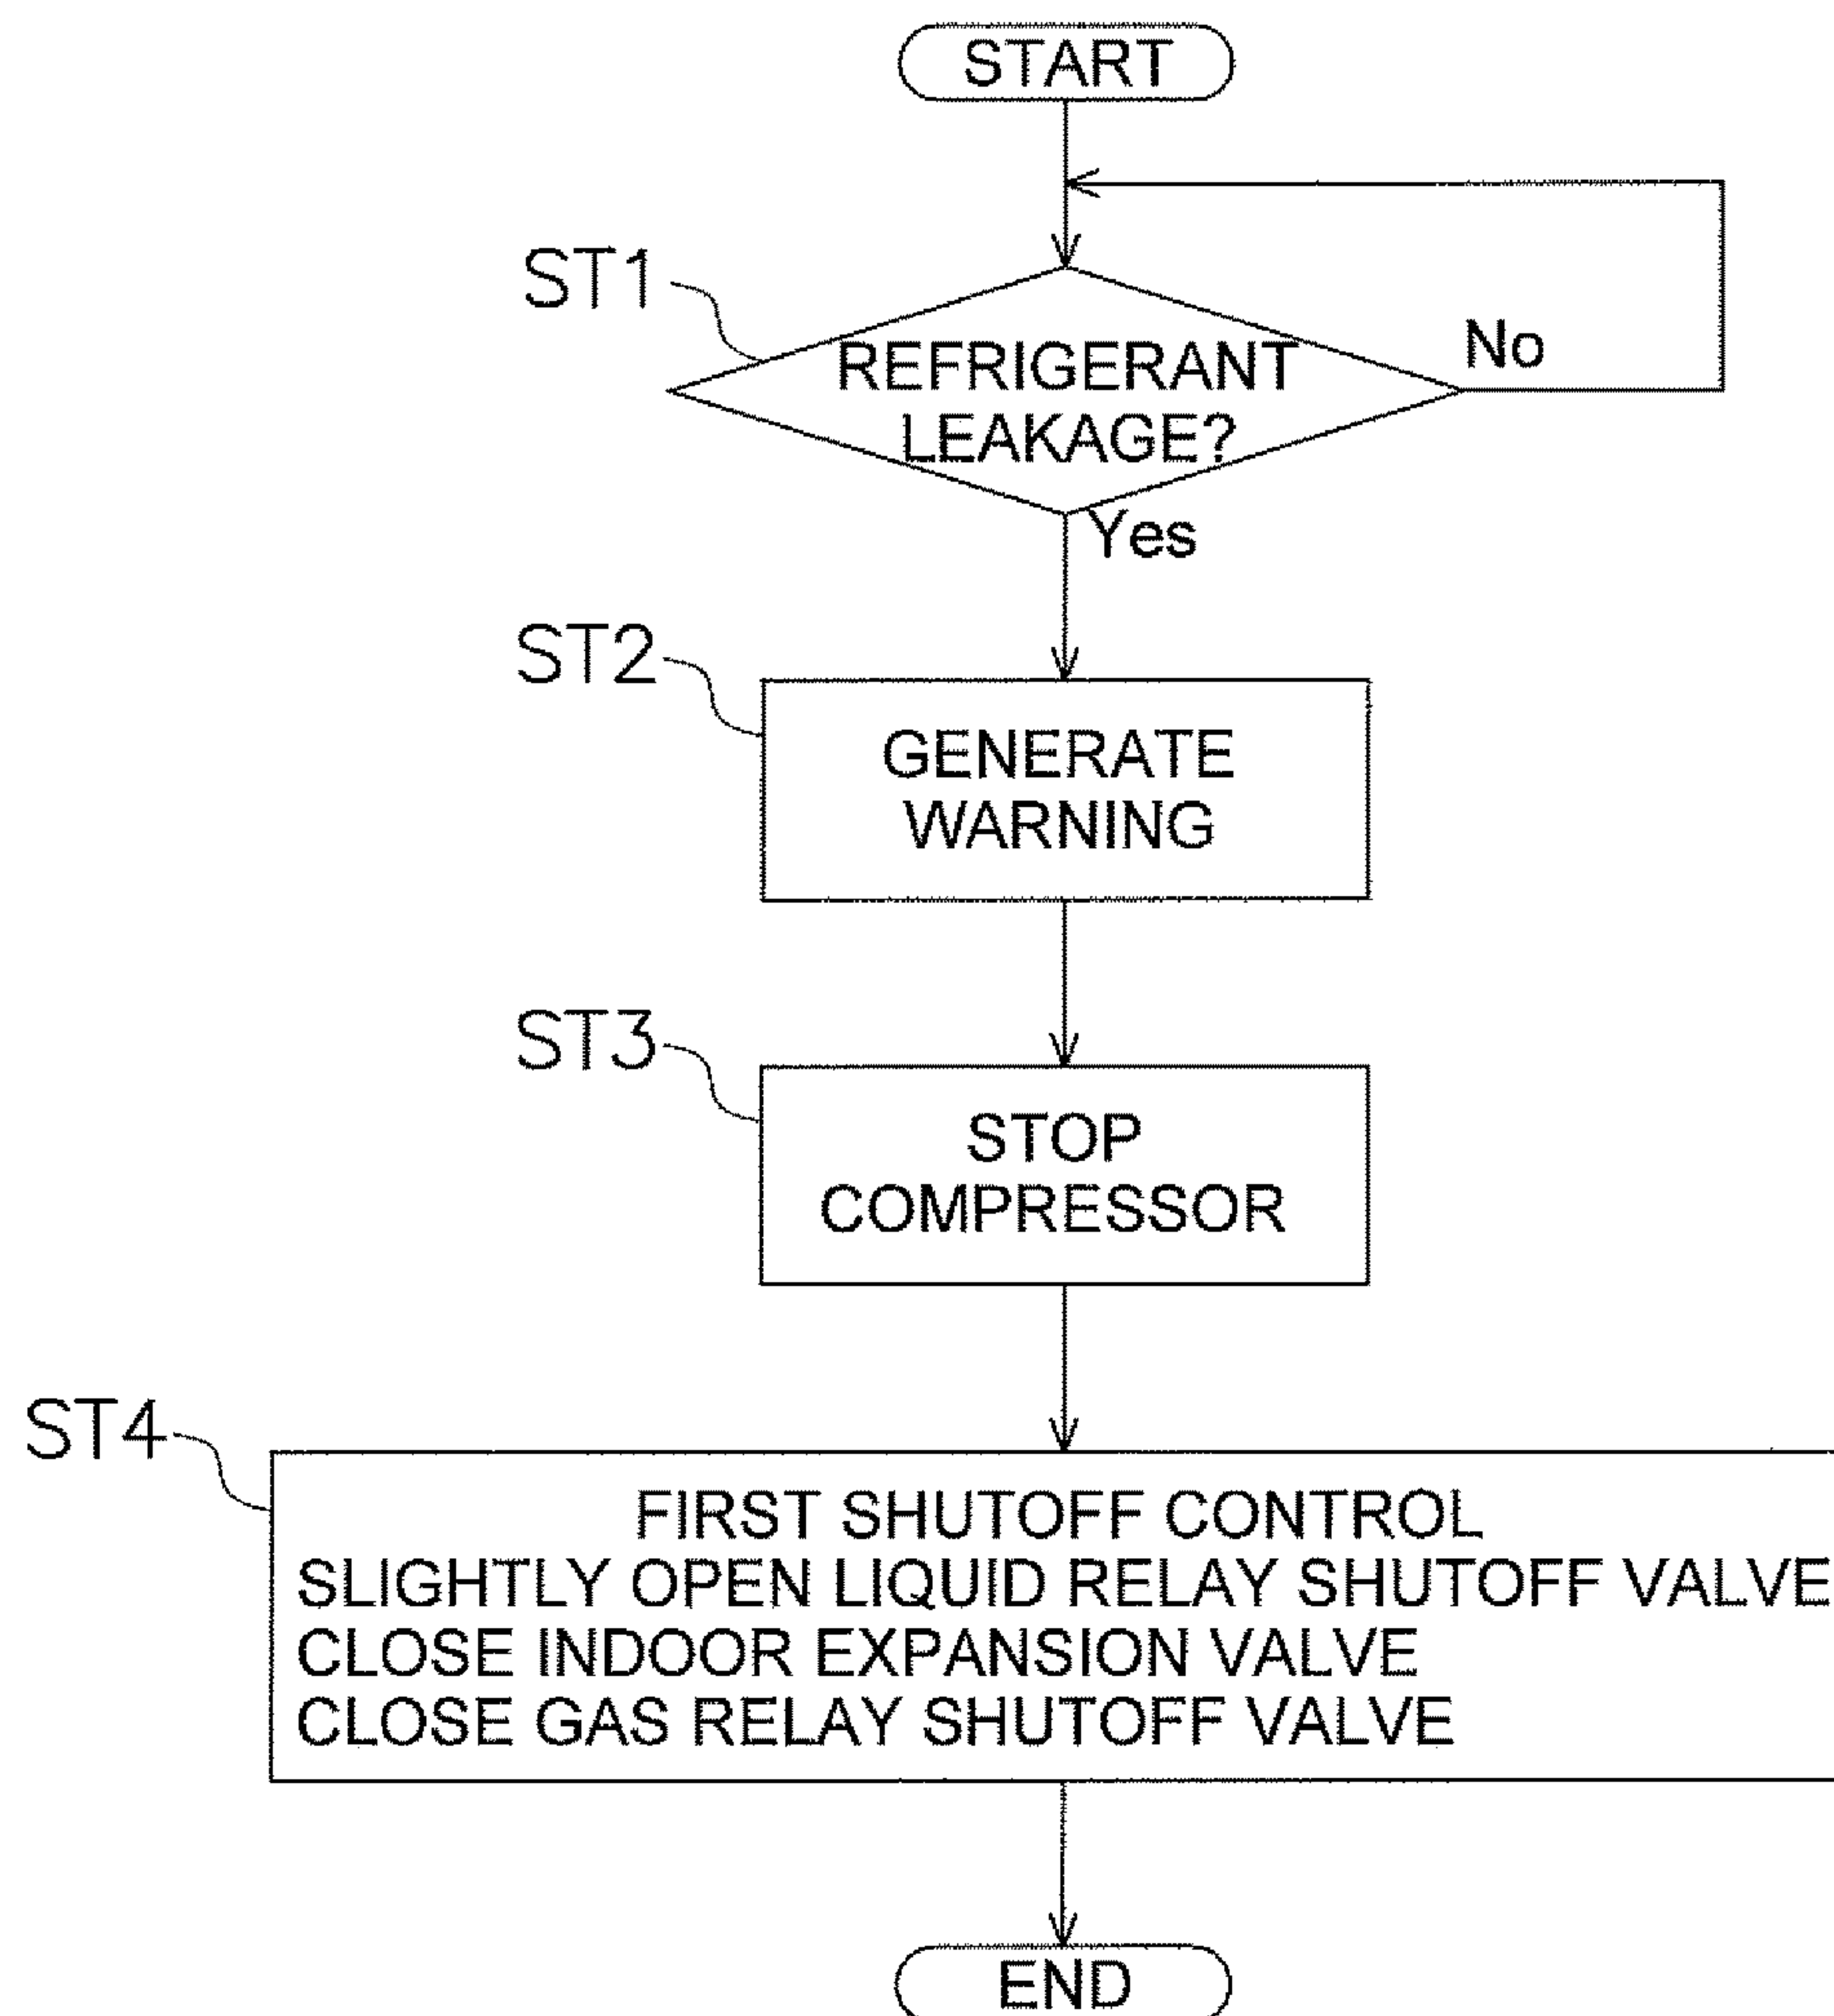 START
ST1
REFRIGERANT
LEAKAGE?
No
Yes
ST2
GENERATE
WARNING
ST3
STOP
COMPRESSOR
ST4
FIRST SHUTOFF CONTROL
SLIGHTLY OPEN LIQUID RELAY SHUTOFF VALVE
CLOSE INDOOR EXPANSION VALVE
CLOSE GAS RELAY SHUTOFF VALVE
END